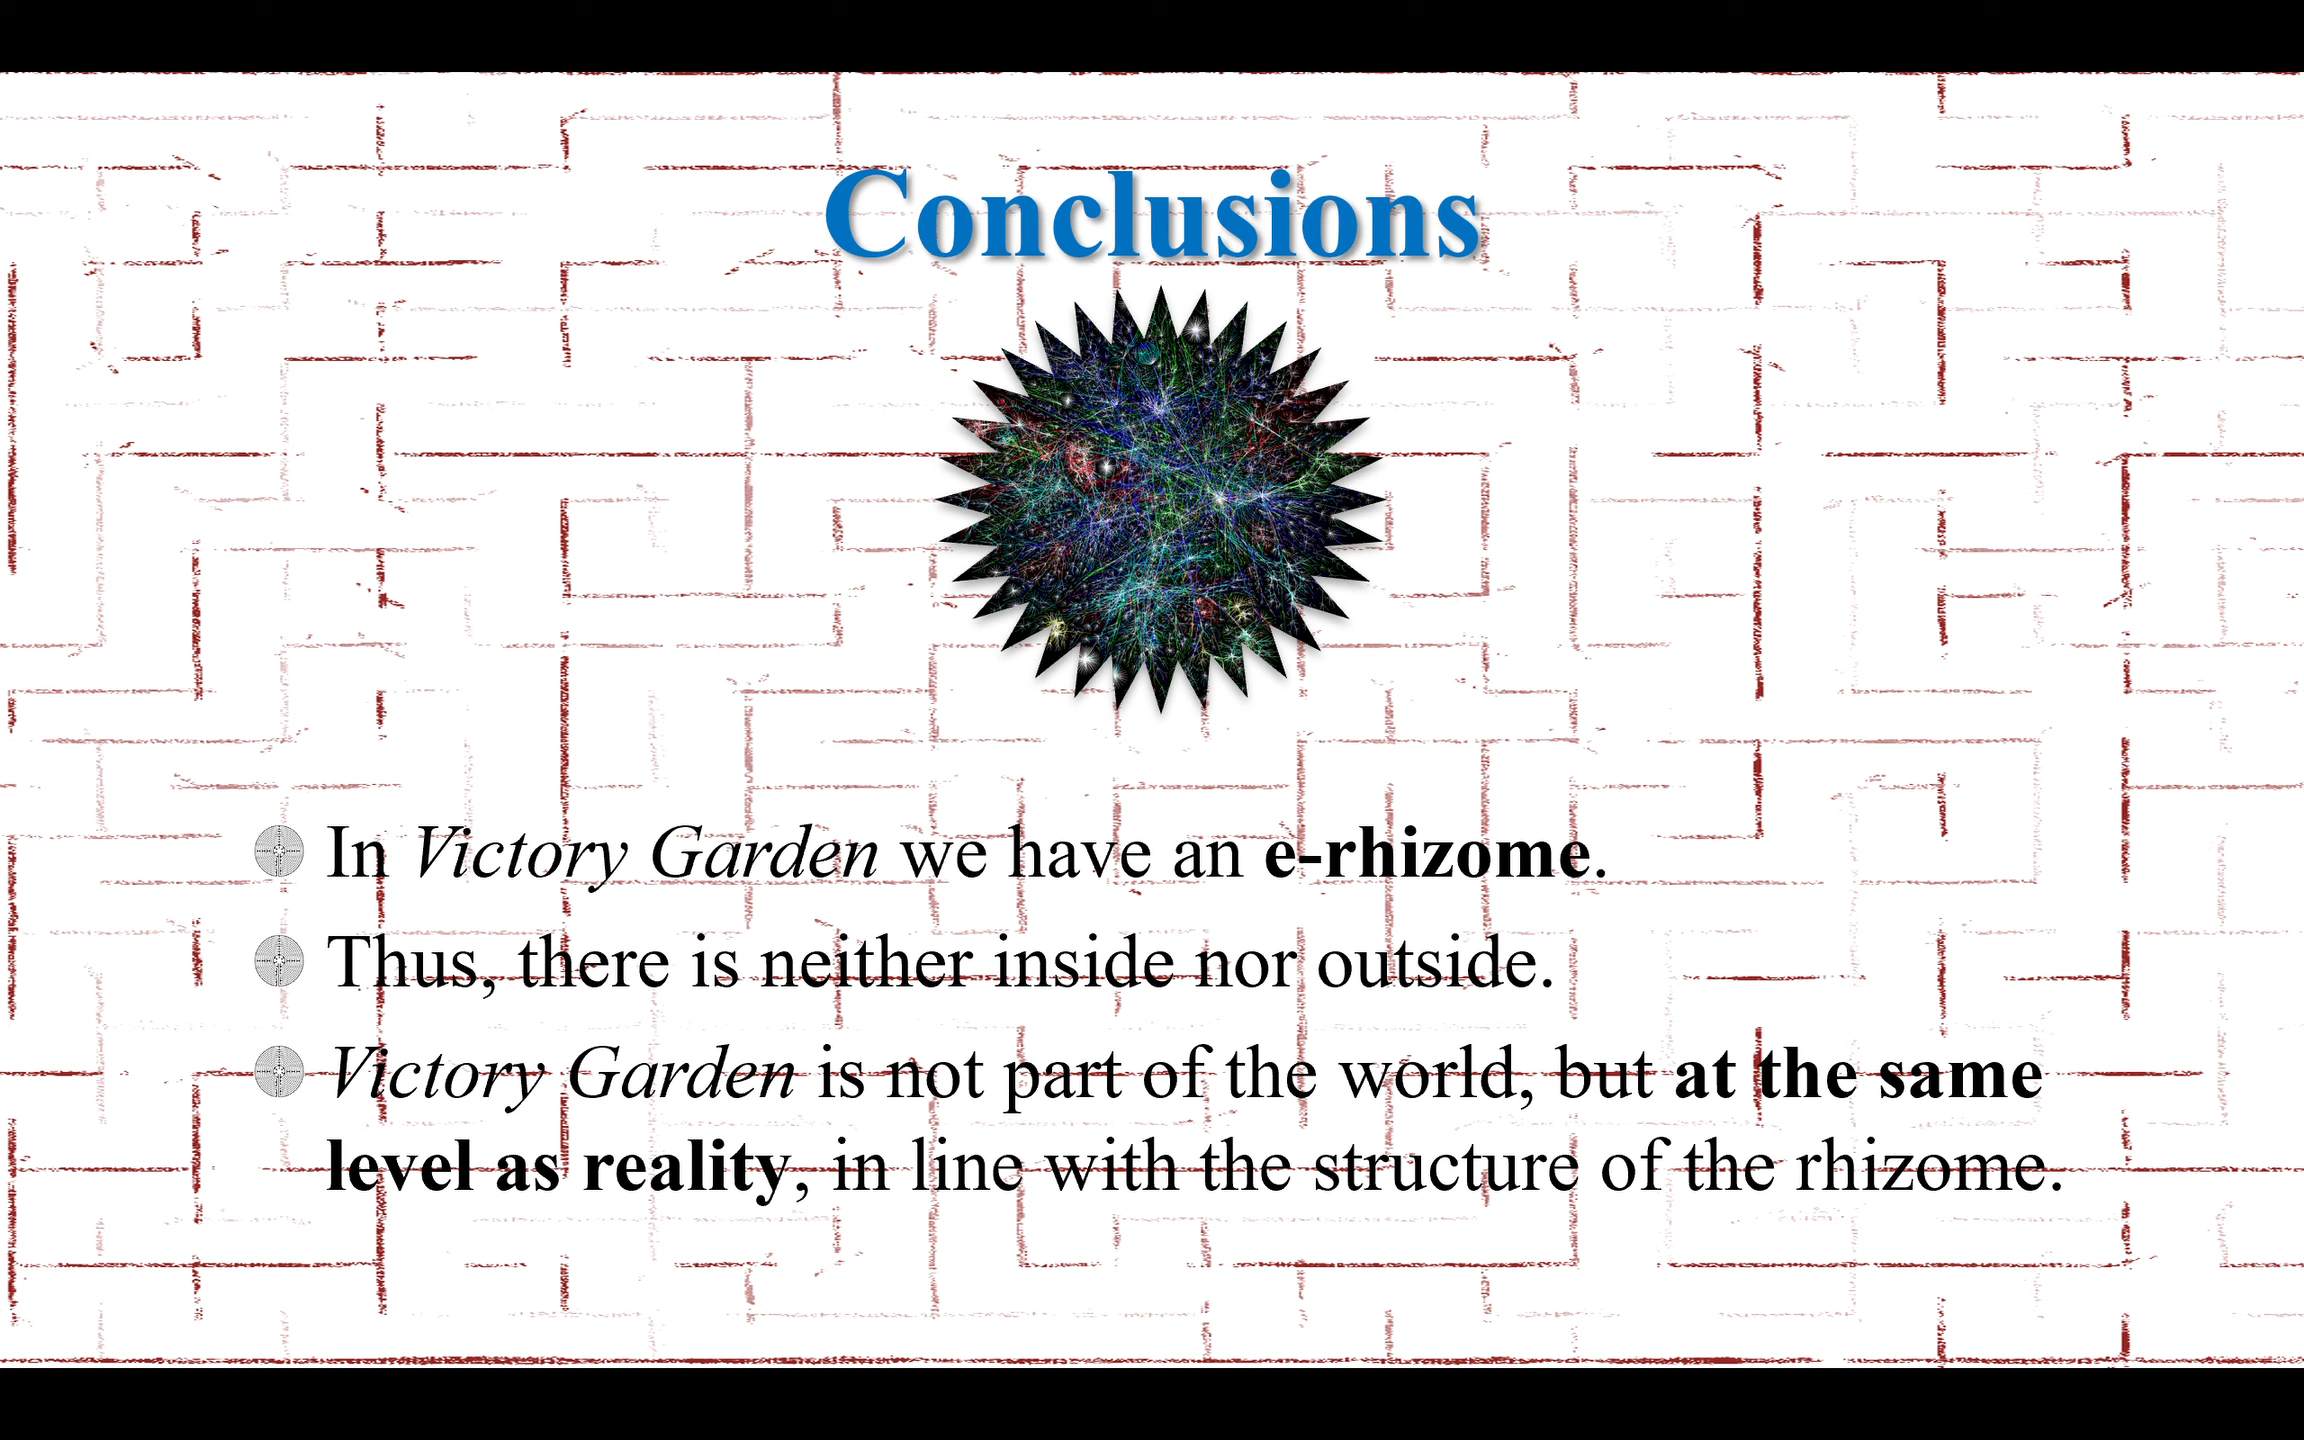 Conclusions
In Victory Garden we have an e-rhizome.
Thus, there is neither inside nor outside.
Victory Garden is not part of the world, but at the same
level as reality, in line with the structure of the rhizome.